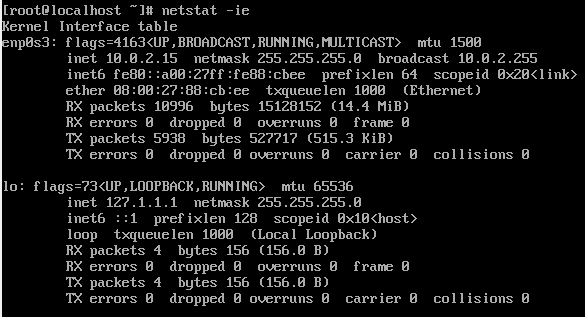 [root@localhost ~]# netstat -ie
Kernel Interface table
enp0s3: flags=4163<UP,BROADCAST,RUNNING,MULTICAST>  mtu 1500
        inet 10.0.2.15  netmask 255.255.255.0  broadcast 10.0.2.255
        inet6 fe80::a00:27ff:fe88:cbee  prefixlen 64  scopeid 0x20<link>
        ether 08:00:27:88:cb:ee  txqueuelen 1000  (Ethernet)
        RX packets 10996  bytes 15128152 (14.4 MiB)
        RX errors 0  dropped 0  overruns 0  frame 0
        TX packets 5938  bytes 527717 (515.3 KiB)
        TX errors 0  dropped 0 overruns 0  carrier 0  collisions 0

lo: flags=73<UP,LOOPBACK,RUNNING>  mtu 65536
        inet 127.1.1.1  netmask 255.255.255.0
        inet6 ::1  prefixlen 128  scopeid 0x10<host>
        loop  txqueuelen 1000  (Local Loopback)
        RX packets 4  bytes 156 (156.0 B)
        RX errors 0  dropped 0  overruns 0  frame 0
        TX packets 4  bytes 156 (156.0 B)
        TX errors 0  dropped 0 overruns 0  carrier 0  collisions 0